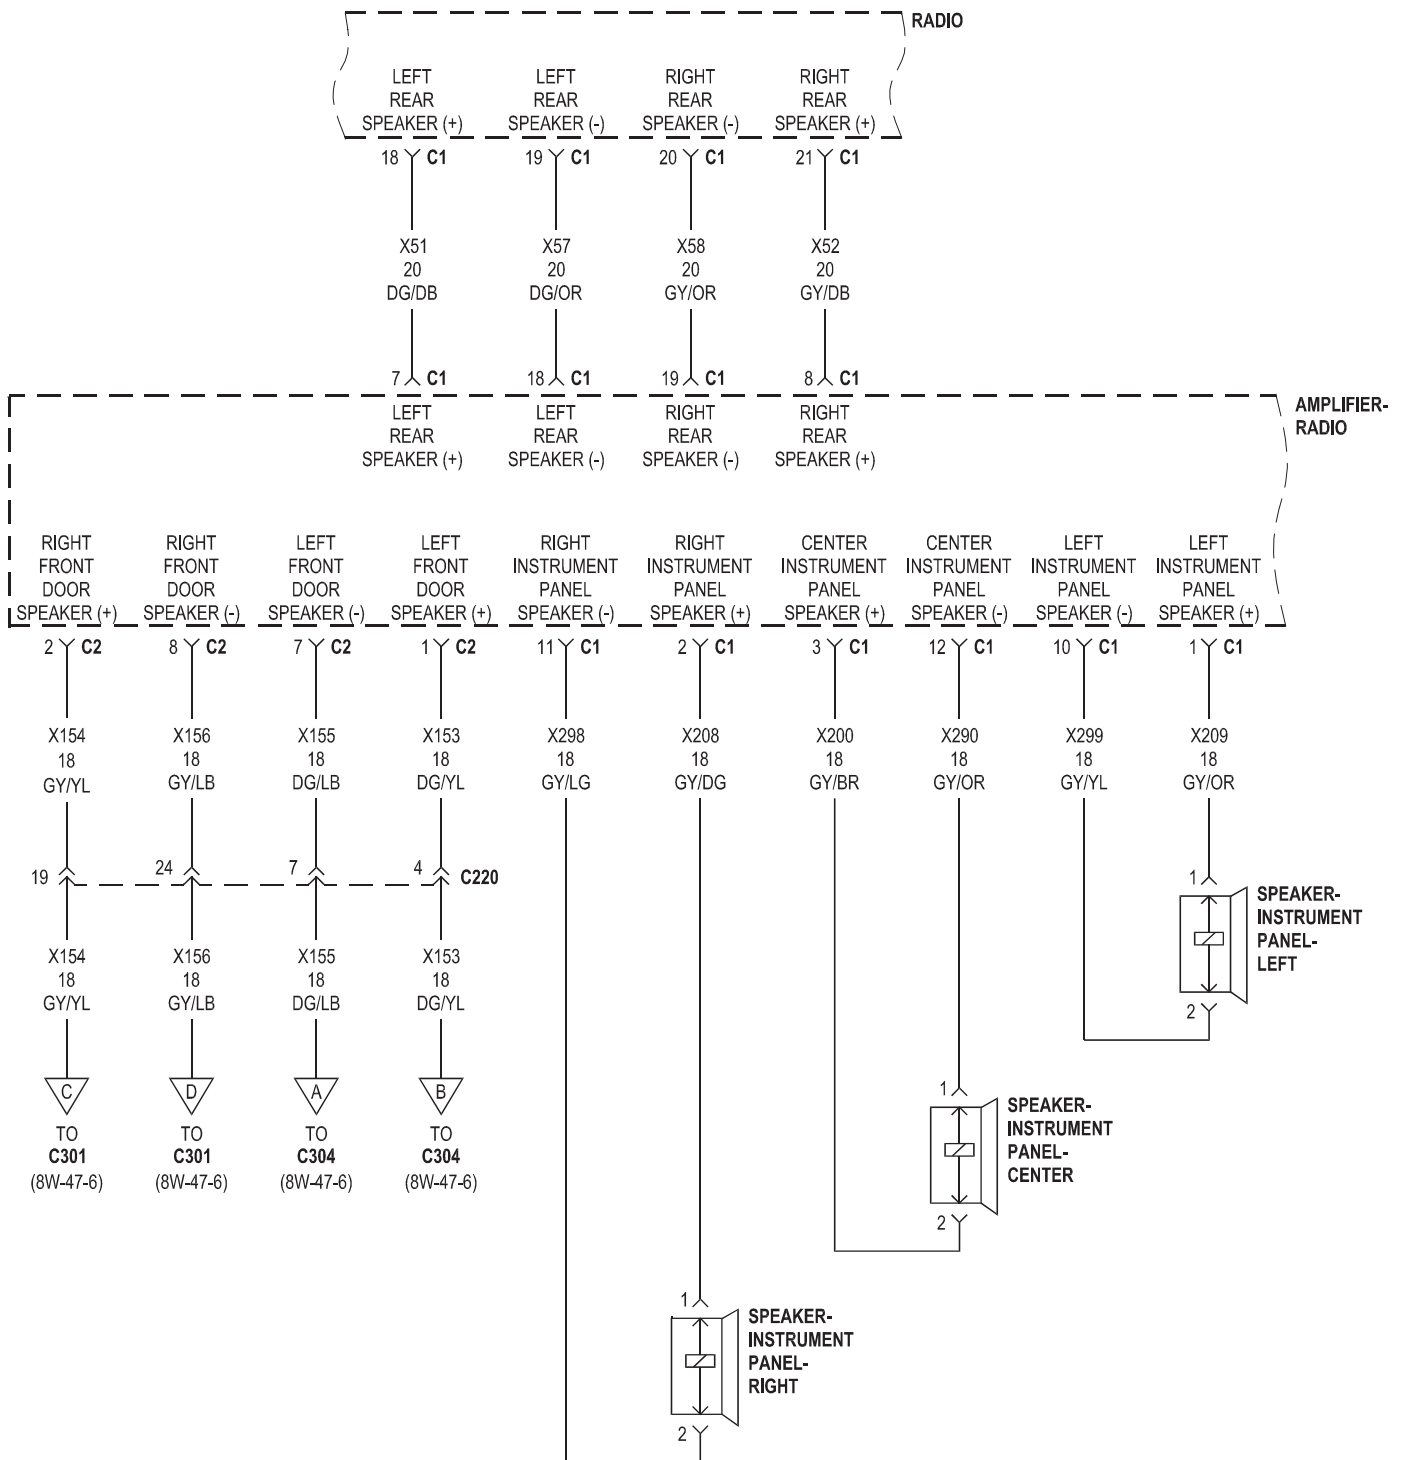 RADIO
LEFT REAR SPEAKER (+)
LEFT REAR SPEAKER (-)
RIGHT REAR SPEAKER (-)
RIGHT REAR SPEAKER (+)
18 C1
19 C1
20 C1
21 C1
X51 20 DG/DB
X57 20 DG/OR
X58 20 GY/OR
X52 20 GY/DB
7 C1
18 C1
19 C1
8 C1
AMPLIFIER-
RADIO
LEFT REAR SPEAKER (+)
LEFT REAR SPEAKER (-)
RIGHT REAR SPEAKER (-)
RIGHT REAR SPEAKER (+)
RIGHT FRONT DOOR SPEAKER (+)
RIGHT FRONT DOOR SPEAKER (-)
LEFT FRONT DOOR SPEAKER (-)
LEFT FRONT DOOR SPEAKER (+)
RIGHT INSTRUMENT PANEL SPEAKER (-)
RIGHT INSTRUMENT PANEL SPEAKER (+)
CENTER INSTRUMENT PANEL SPEAKER (+)
CENTER INSTRUMENT PANEL SPEAKER (-)
LEFT INSTRUMENT PANEL SPEAKER (-)
LEFT INSTRUMENT PANEL SPEAKER (+)
2 C2
8 C2
7 C2
1 C2
11 C1
2 C1
3 C1
12 C1
10 C1
1 C1
X154 18 GY/YL
X156 18 GY/LB
X155 18 DG/LB
X153 18 DG/YL
X298 18 GY/LG
X208 18 GY/DG
X200 18 GY/BR
X290 18 GY/OR
X299 18 GY/YL
X209 18 GY/OR
19
24
7
4
C220
X154 18 GY/YL
X156 18 GY/LB
X155 18 DG/LB
X153 18 DG/YL
1
SPEAKER-
INSTRUMENT
PANEL-
LEFT
2
C
D
A
B
TO C301 (8W-47-6)
TO C301 (8W-47-6)
TO C304 (8W-47-6)
TO C304 (8W-47-6)
1
SPEAKER-
INSTRUMENT
PANEL-
CENTER
2
1
SPEAKER-
INSTRUMENT
PANEL-
RIGHT
2